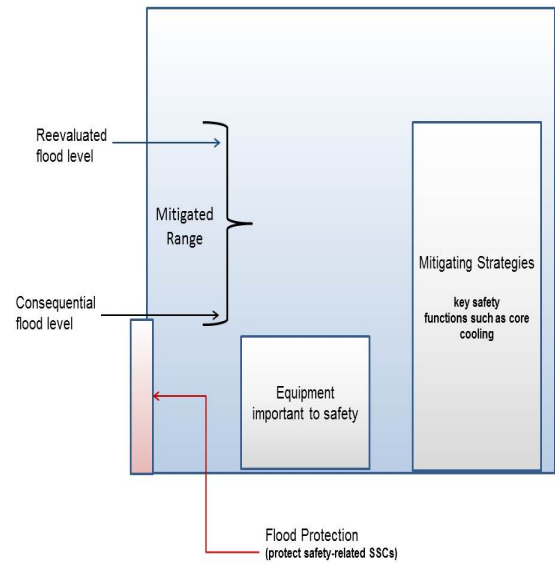 Reevaluated
flood level
Mitigated
Range
Consequential
flood level
Mitigating Strategies
key safety
functions such as core
cooling
Equipment
important to safety
Flood Protection
(protect safety-related SSCs)